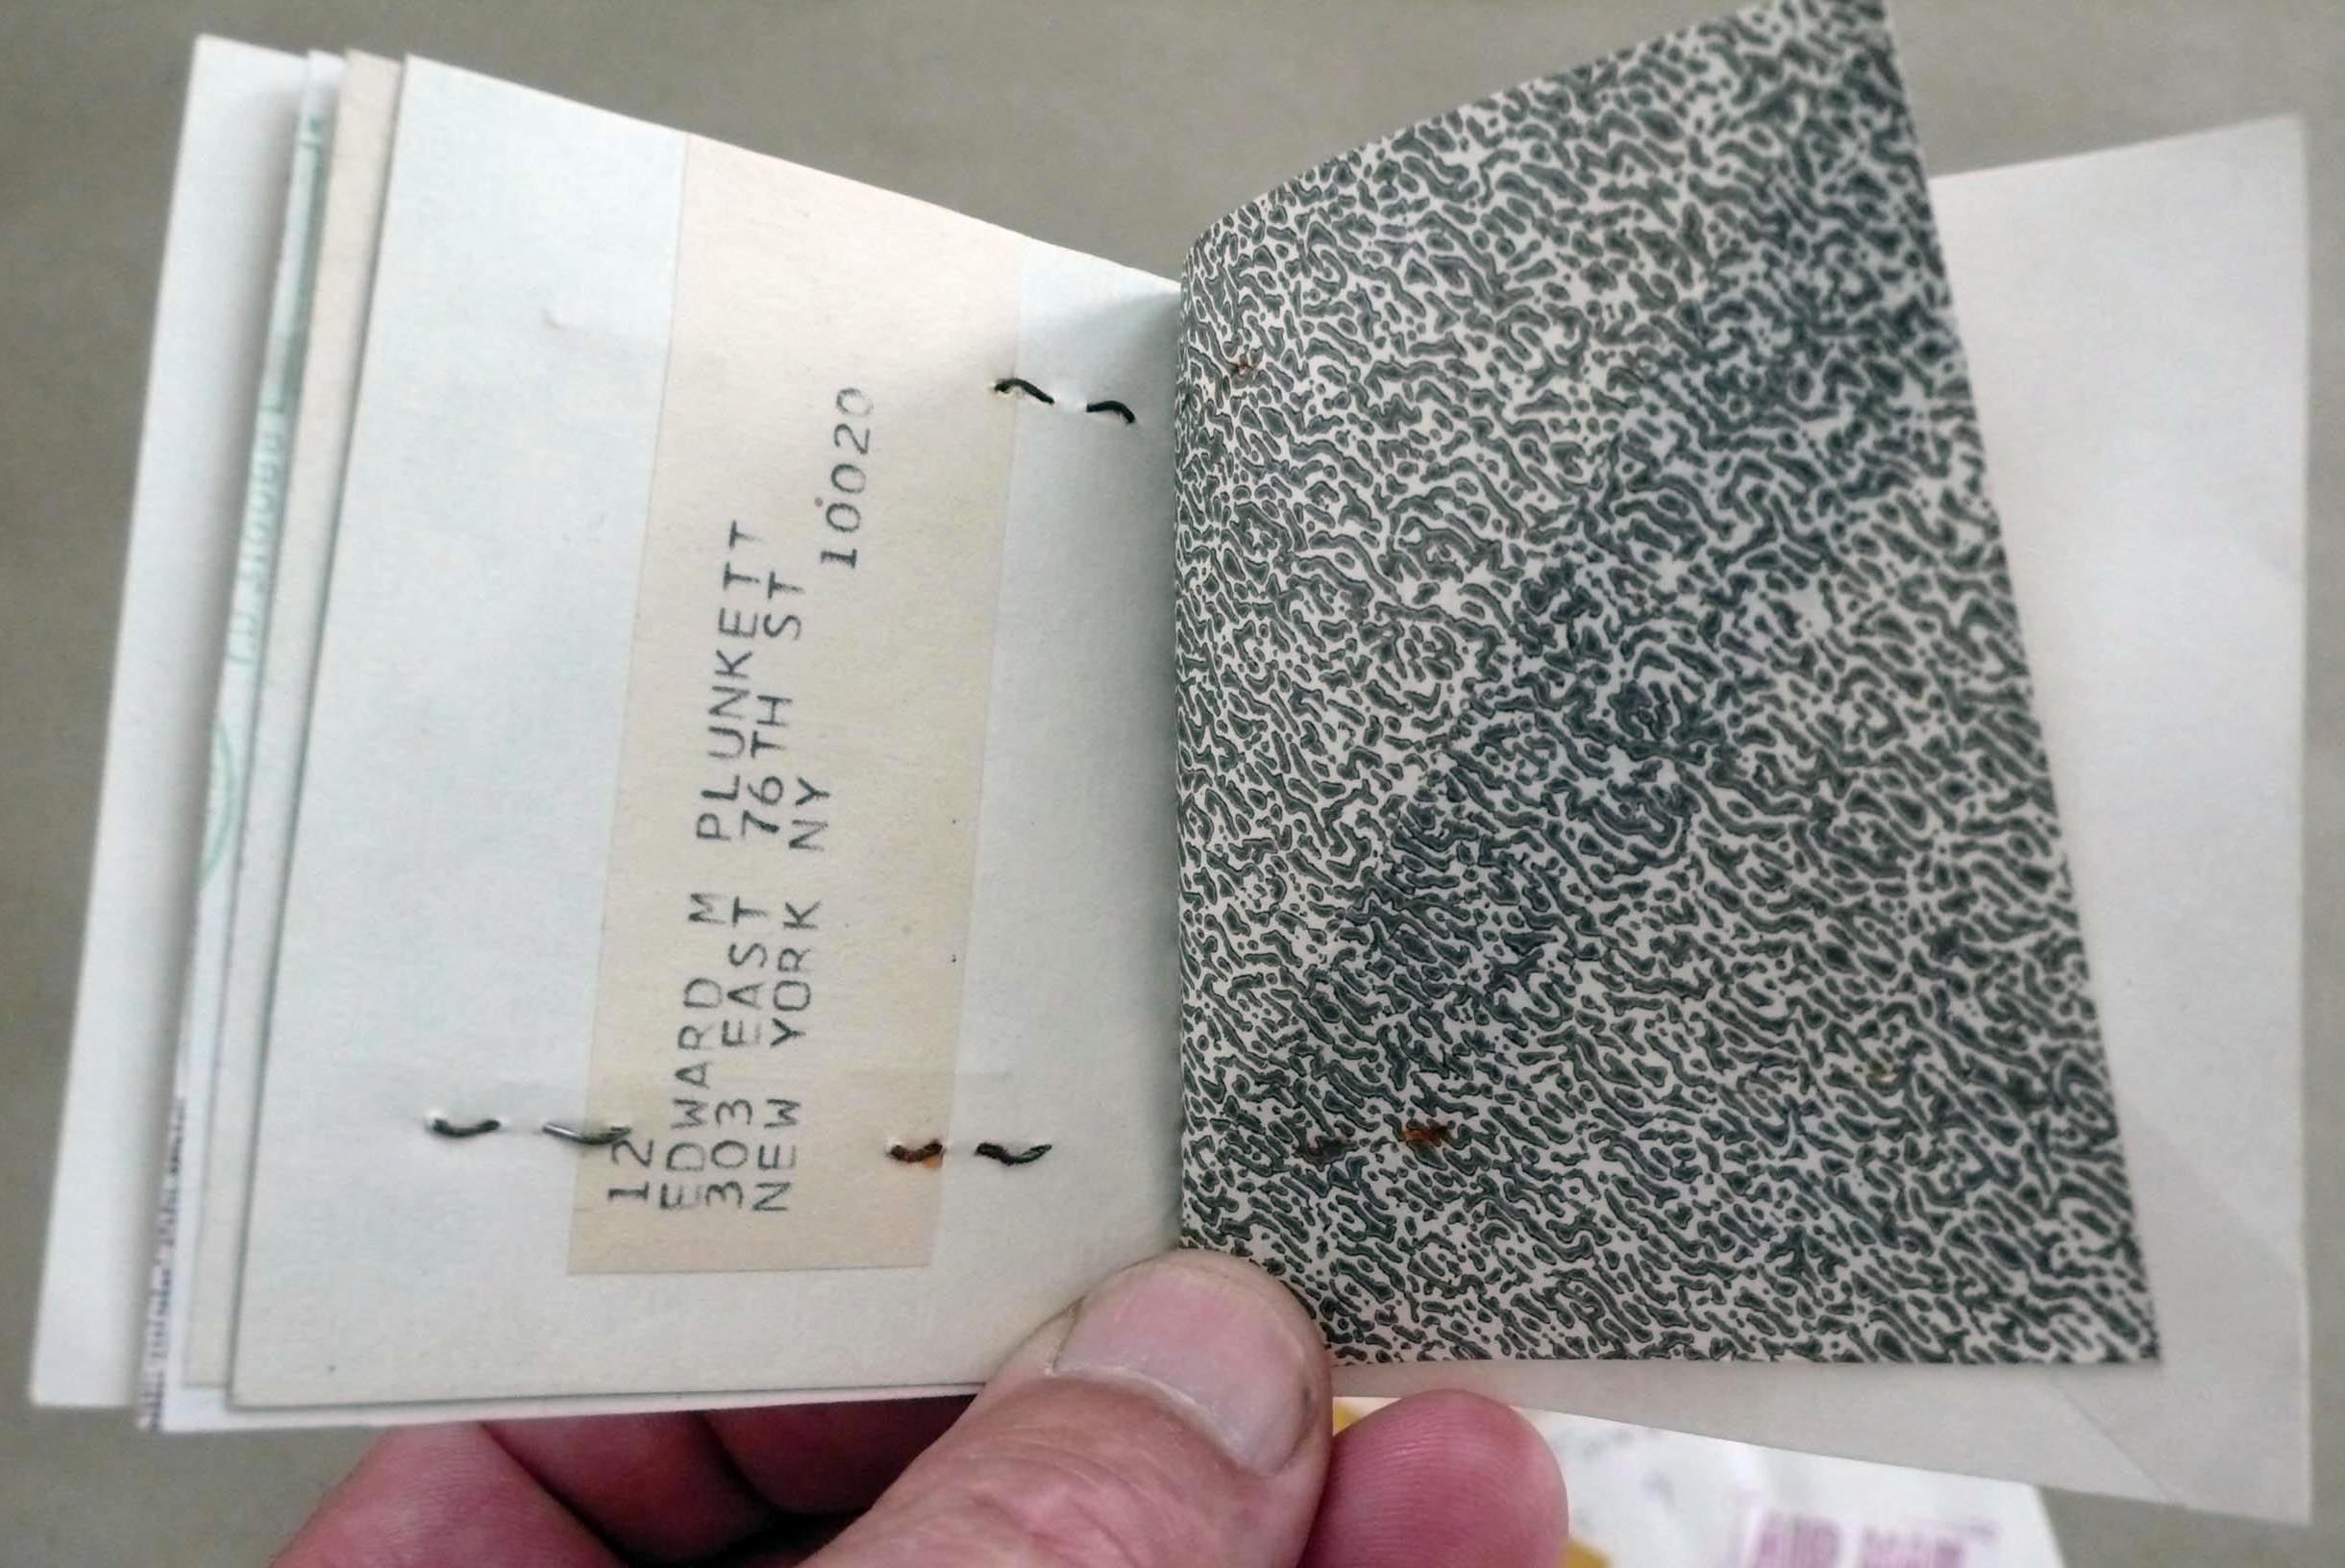 12
EDWARD M PLUNKETT
303 EAST 76TH ST
NEW YORK NY
10020